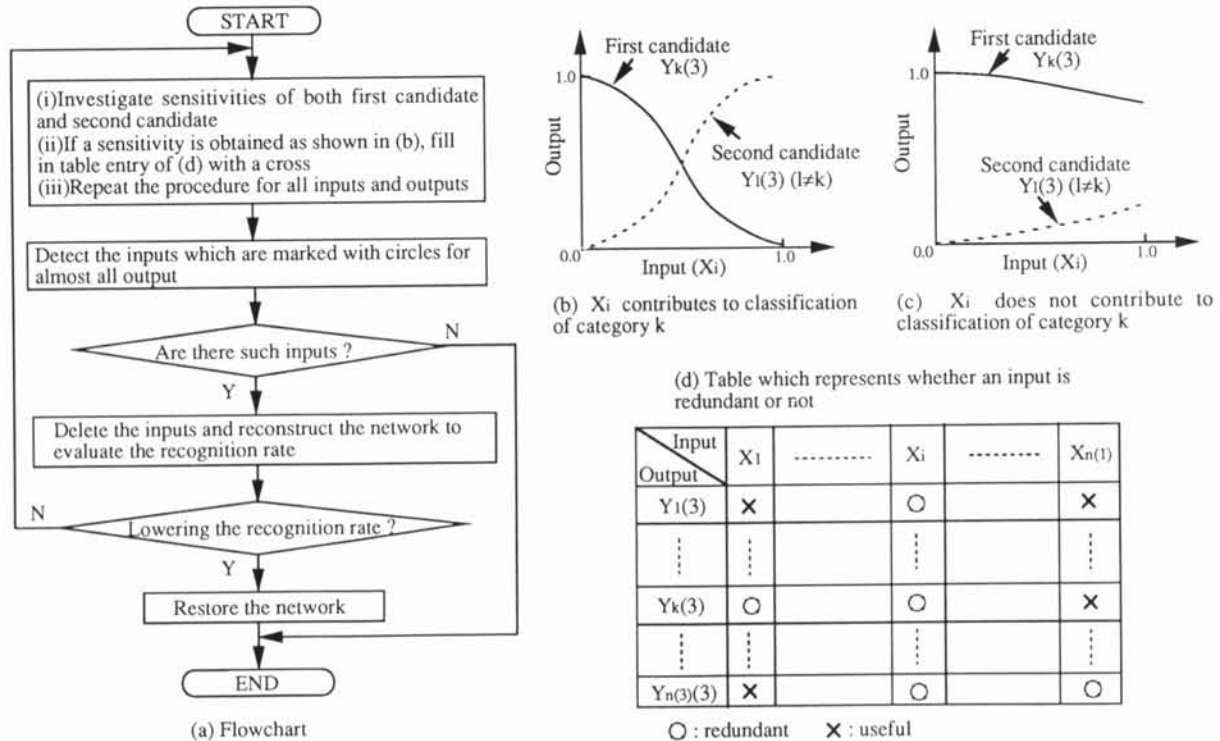 START
(i)Investigate sensitivities of both first candidate
and second candidate
(ii)If a sensitivity is obtained as shown in (b), fill
in table entry of (d) with a cross
(iii)Repeat the procedure for all inputs and outputs
Detect the inputs which are marked with circles for
almost all output
Are there such inputs ?
N
Y
Delete the inputs and reconstruct the network to
evaluate the recognition rate
N
Lowering the recognition rate ?
Y
Restore the network
END
(a) Flowchart
First candidate
Yk(3)
1.0
Output
Second candidate
Yl(3) (l≠k)
0.0
1.0
Input (Xi)
(b) Xi contributes to classification
of category k
First candidate
Yk(3)
1.0
Output
Second candidate
Yl(3) (l≠k)
0.0
1.0
Input (Xi)
(c) Xi does not contribute to
classification of category k
(d) Table which represents whether an input is
redundant or not
Input
Output
X1 Xi Xn(1)
Y1(3) × ○ ×
Yk(3) ○ ○ ×
Yn(3)(3) × ○ ○
○ : redundant × : useful